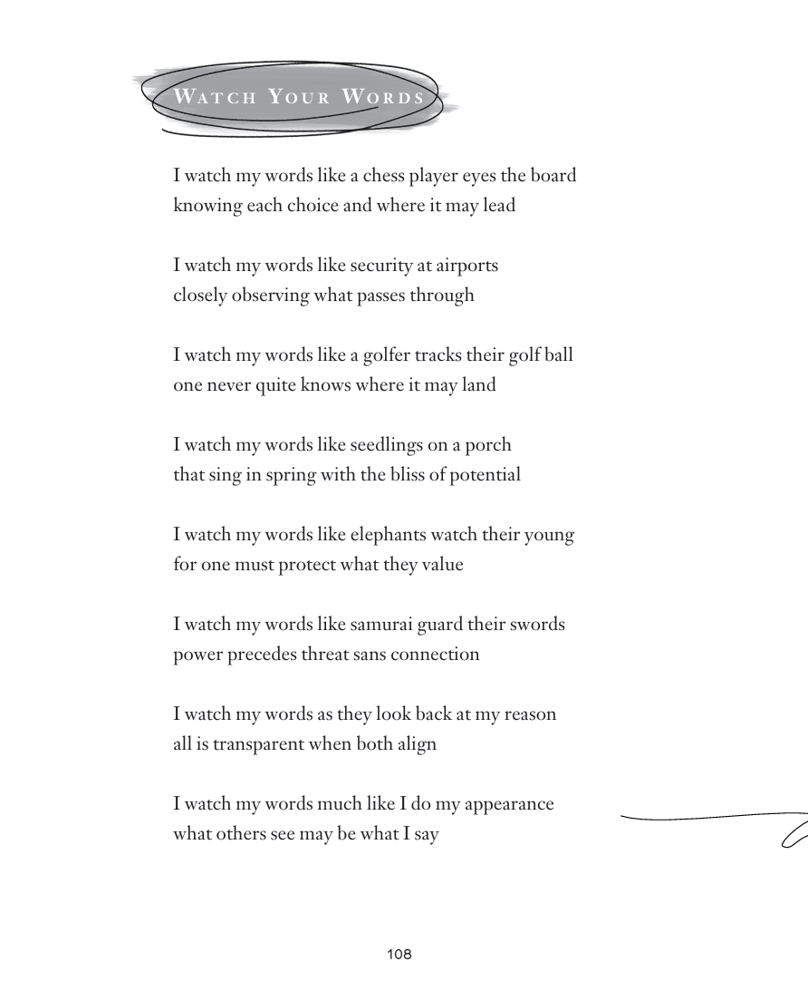 WATCH YOUR WORDS
I watch my words like a chess player eyes the board
knowing each choice and where it may lead
I watch my words like security at airports
closely observing what passes through
I watch my words like a golfer tracks their golf ball
one never quite knows where it may land
I watch my words like seedlings on a porch
that sing in spring with the bliss of potential
I watch my words like elephants watch their young
for one must protect what they value
I watch my words like samurai guard their swords
power precedes threat sans connection
I watch my words as they look back at my reason
all is transparent when both align
I watch my words much like I do my appearance
what others see may be what I say
108